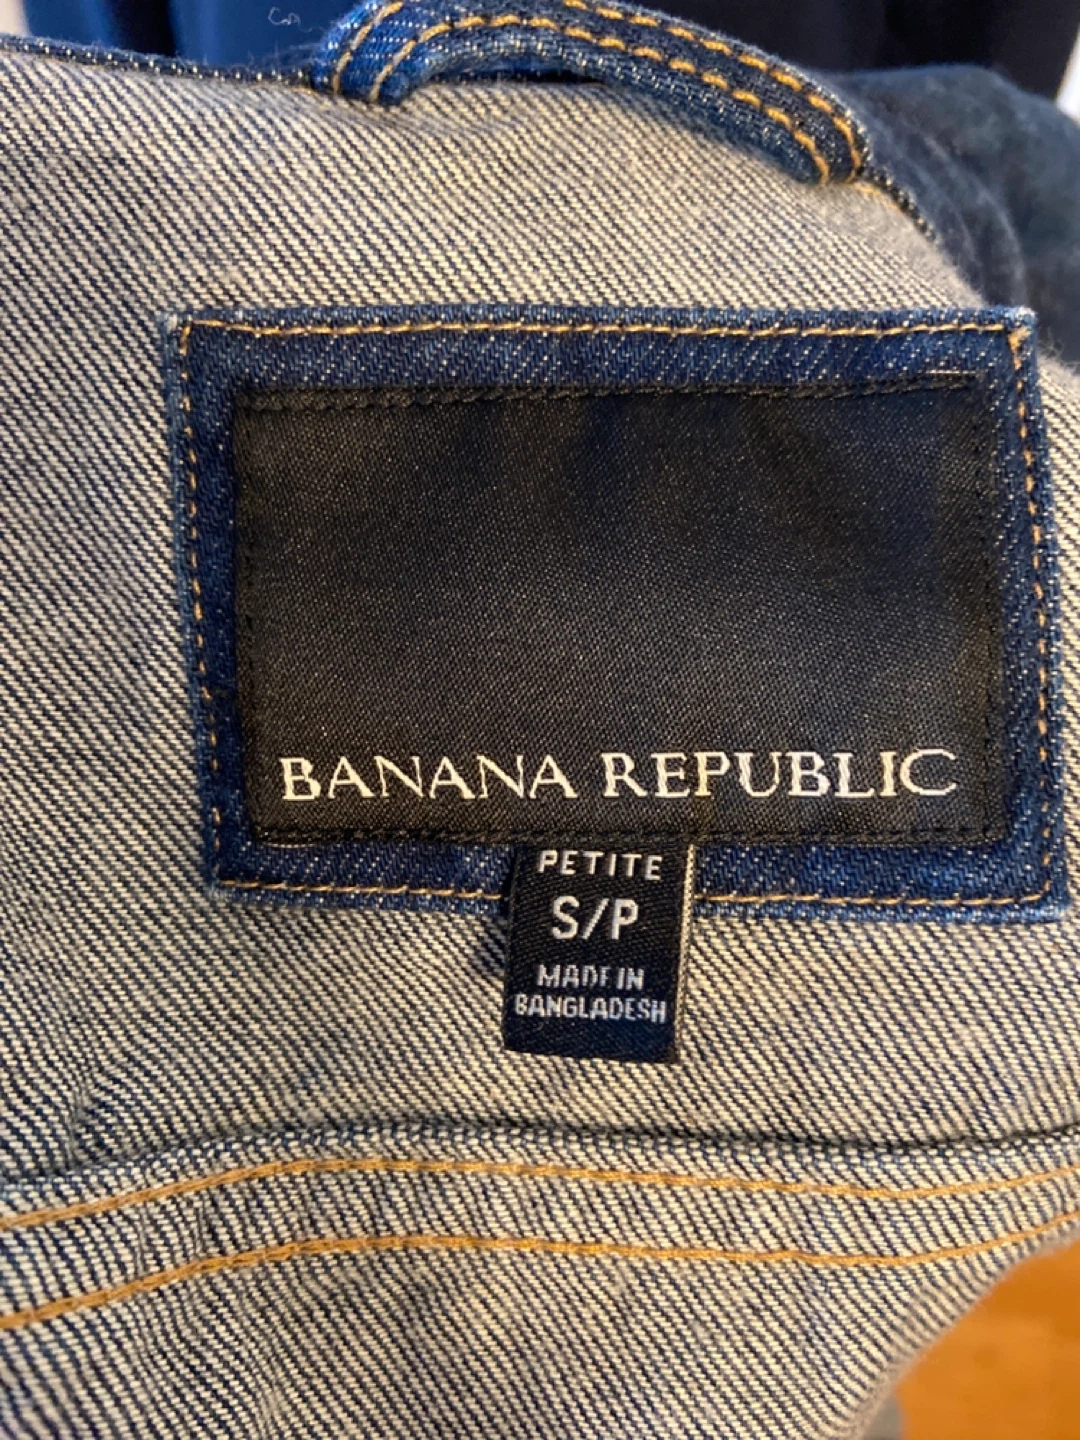 BANANA REPUBLIC
PETITE
S/P
MADE IN
BANGLADESH